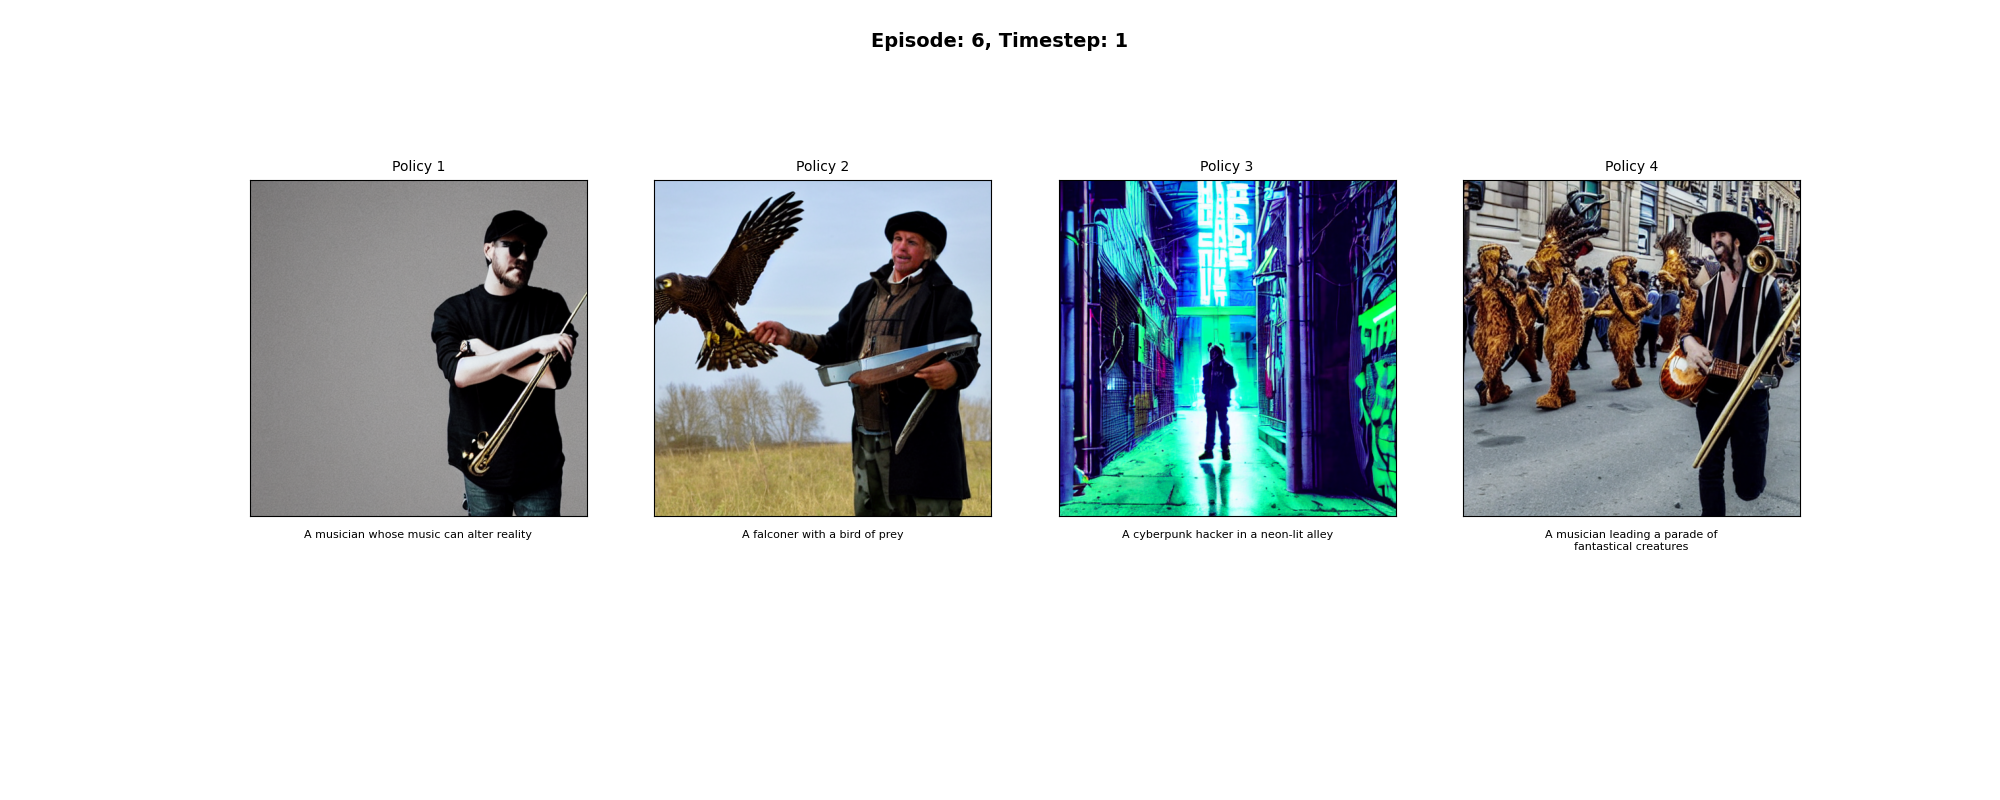 Episode: 6, Timestep: 1
Policy 1
Policy 2
Policy 3
Policy 4
A musician whose music can alter reality
A falconer with a bird of prey
A cyberpunk hacker in a neon-lit alley
A musician leading a parade of
fantastical creatures